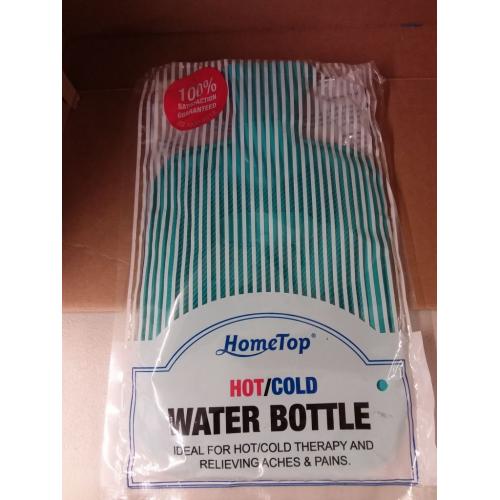 100%
SATISFACTION
GUARANTEED
HomeTop®
HOT/COLD
WATER BOTTLE
IDEAL FOR HOT/COLD THERAPY AND
RELIEVING ACHES & PAINS.